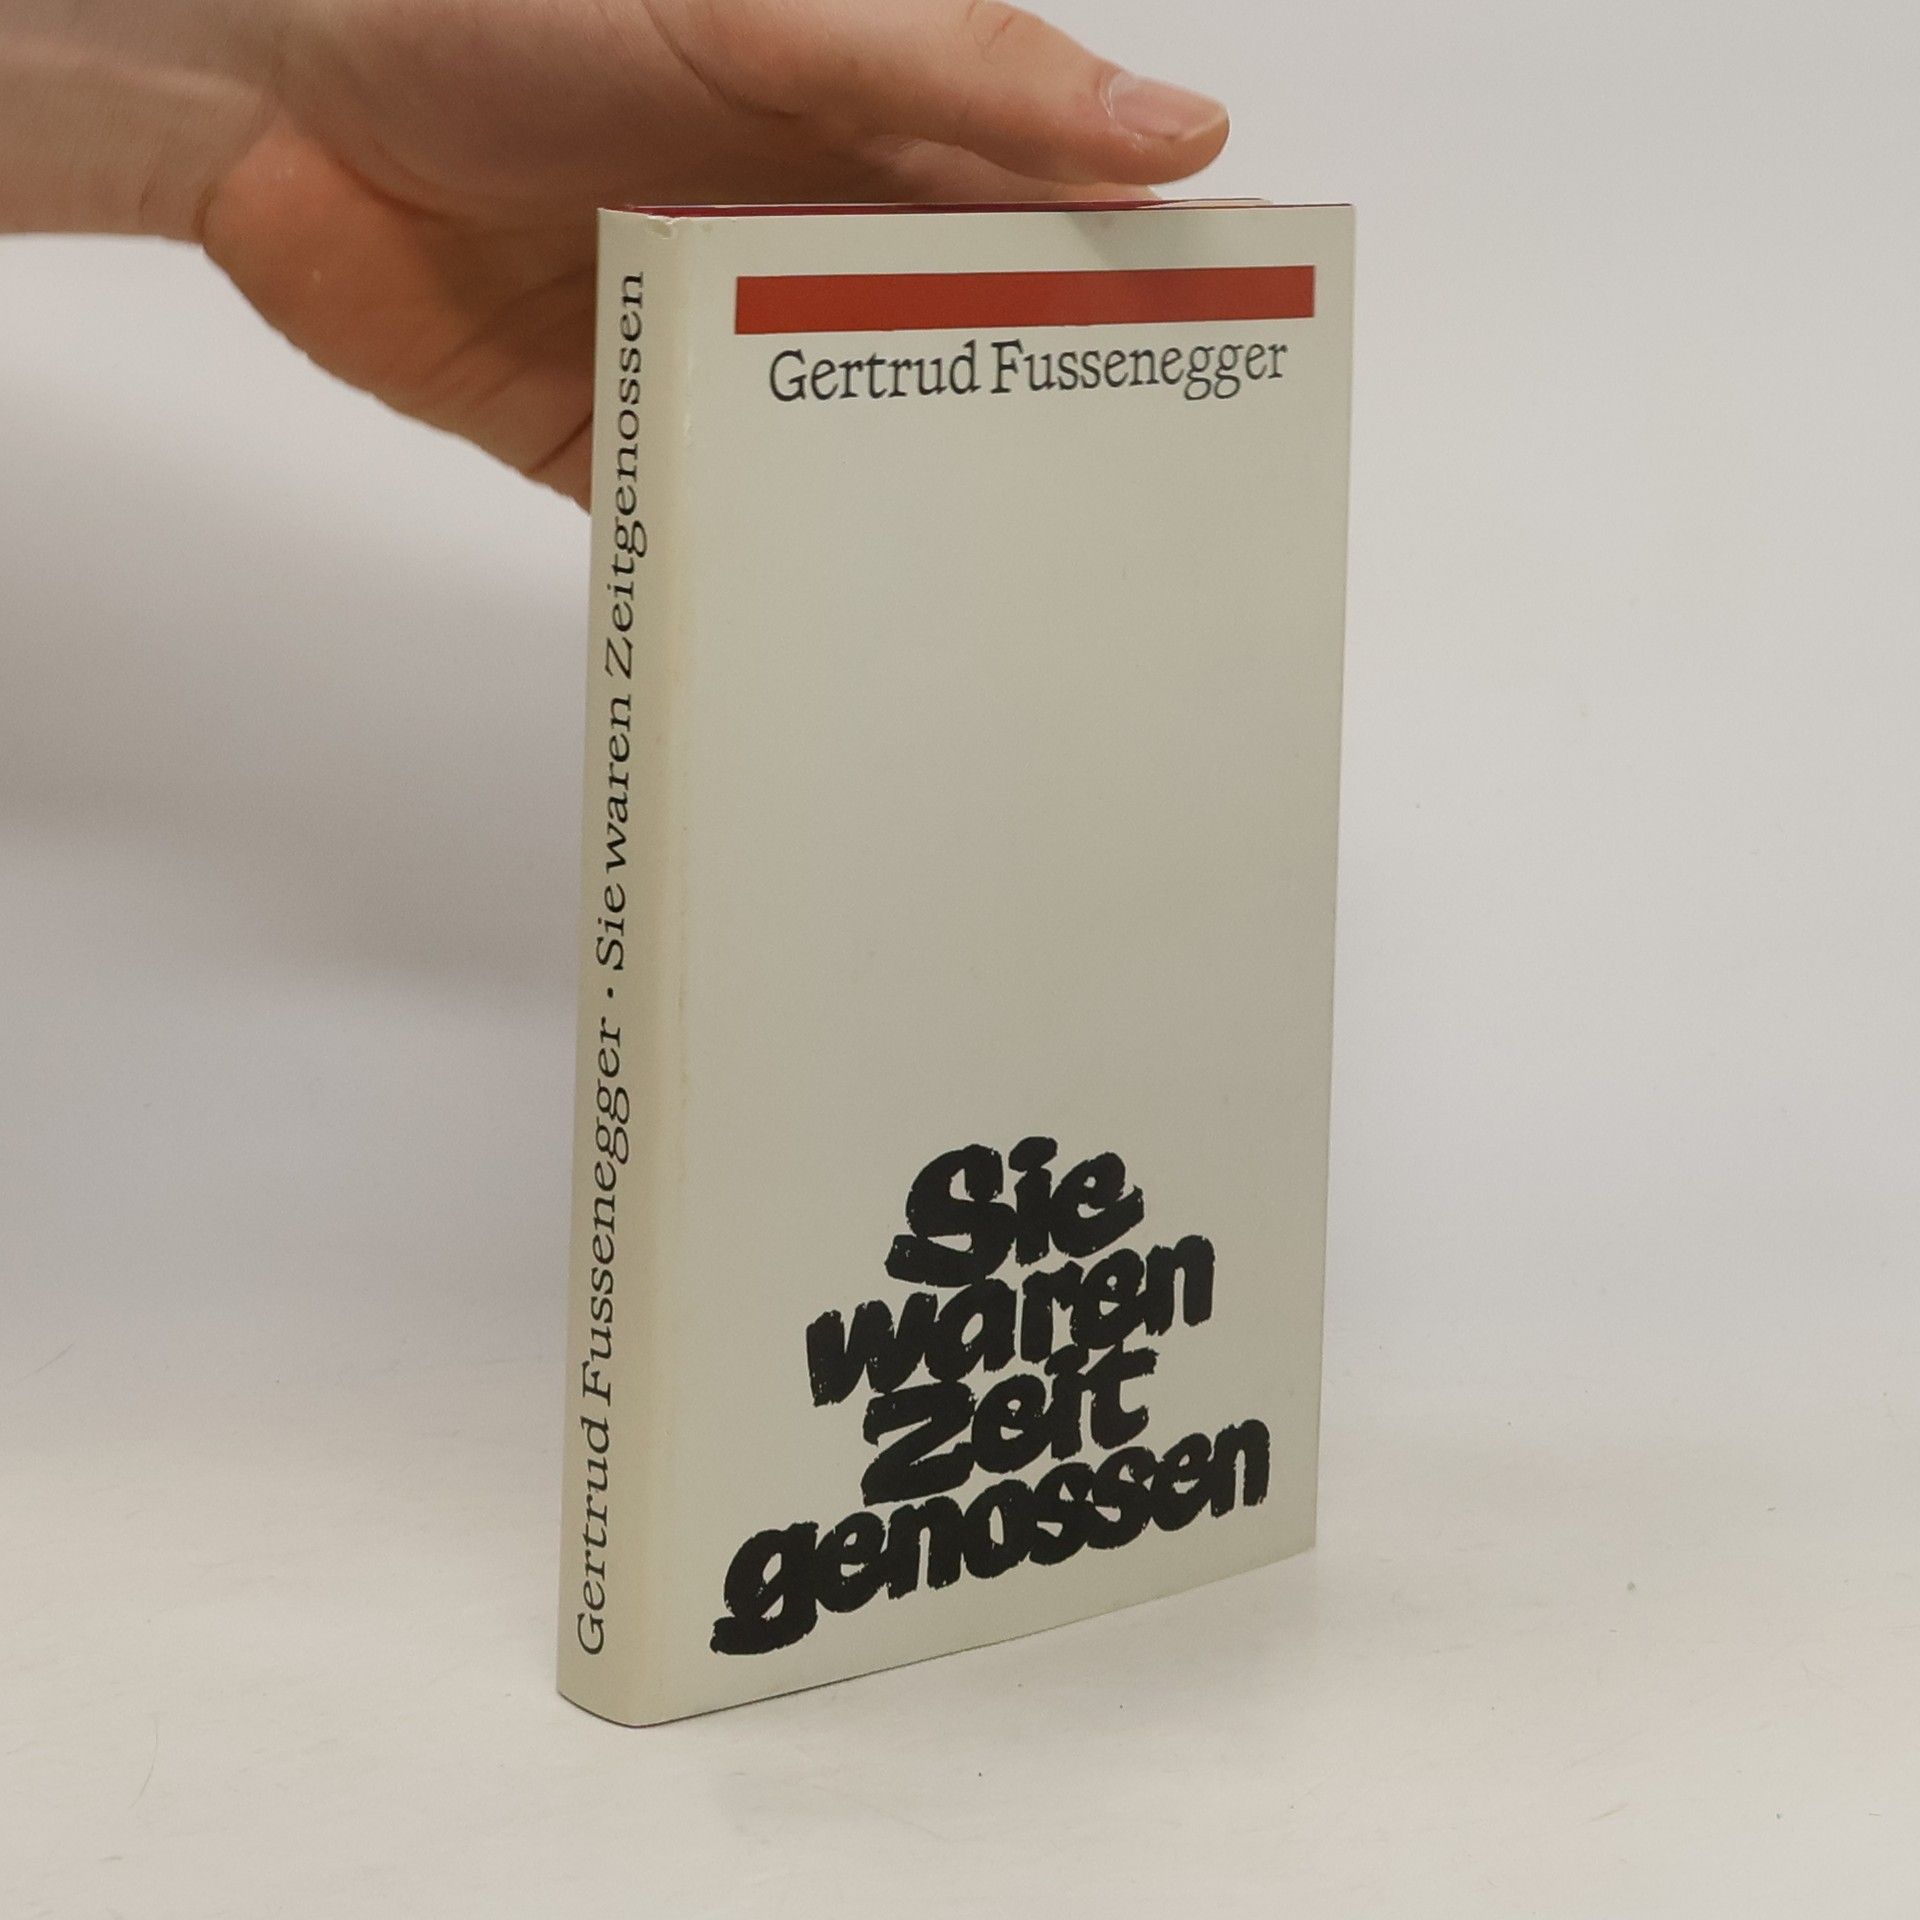 Gertrud Fussenegger · Sie waren Zeitgenossen
Gertrud Fussenegger
Sie
waren
zeit
genossen